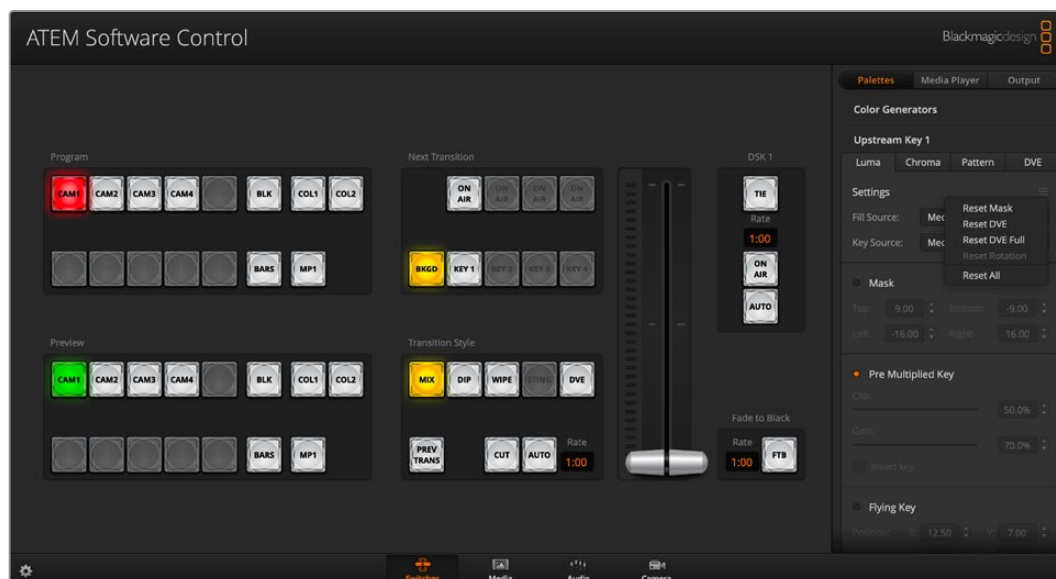 ATEM Software Control
Blackmagicdesign
Palettes Media Player Output
Color Generators
Upstream Key 1
Luma Chroma Pattern DVE
Settings
Fill Source: Med
Key Source: Med
Reset Mask
Reset DVE
Reset DVE Full
Reset Rotation
Reset All
Mask
Top: 9.00 Bottom: -9.00
Left: -16.00 Right: 16.00
Pre Multiplied Key
Clip:
50.0%
Gain:
70.0%
Invert key
Flying Key
Position: X: 12.50 Y: 7.00
Program
CAM1 CAM2 CAM3 CAM4 BLK COL1 COL2
BARS MP1
Next Transition
ON AIR ON AIR ON AIR ON AIR
BKGD KEY 1 KEY 2 KEY 3 KEY 4
DSK 1
TIE
Rate
1:00
ON AIR
AUTO
Preview
CAM1 CAM2 CAM3 CAM4 BLK COL1 COL2
BARS MP1
Transition Style
MIX DIP WIPE STING DVE
PREV TRANS CUT AUTO
Rate
1:00
Fade to Black
Rate
1:00
FTB
Switcher Media Audio Camera